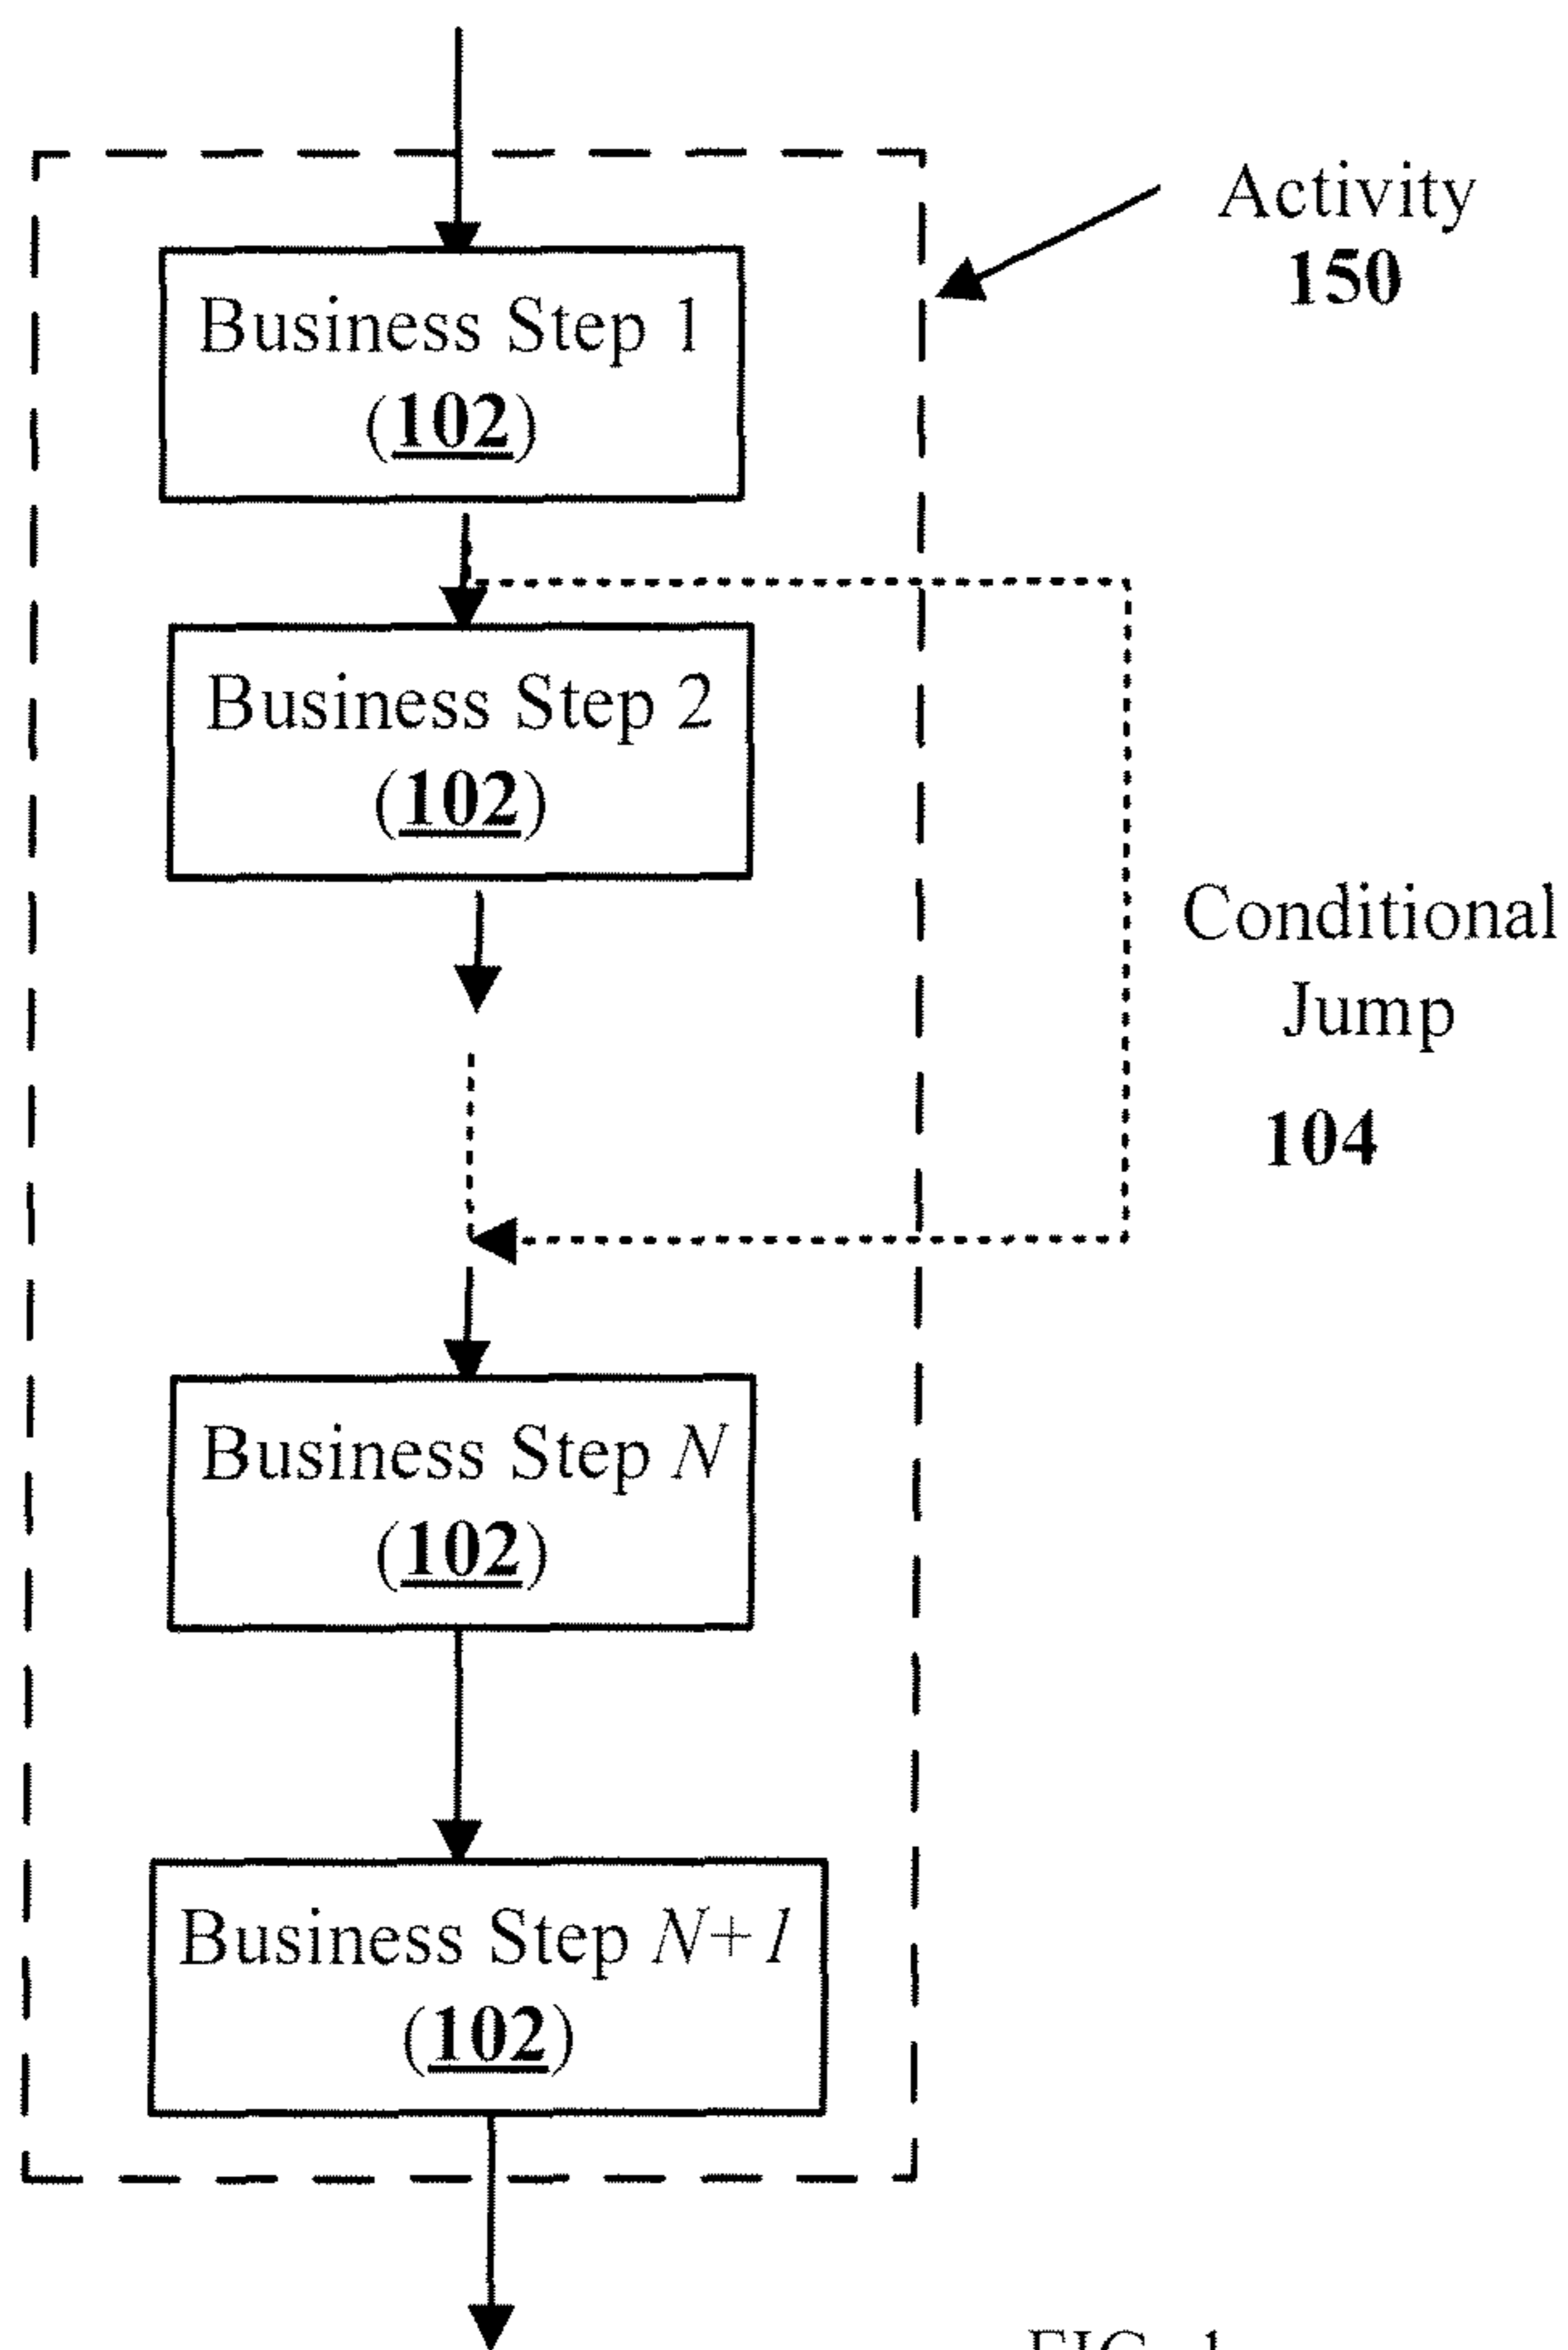 Activity
150
Business Step 1
(102)
Business Step 2
(102)
Conditional
Jump
104
Business Step N
(102)
Business Step N+1
(102)